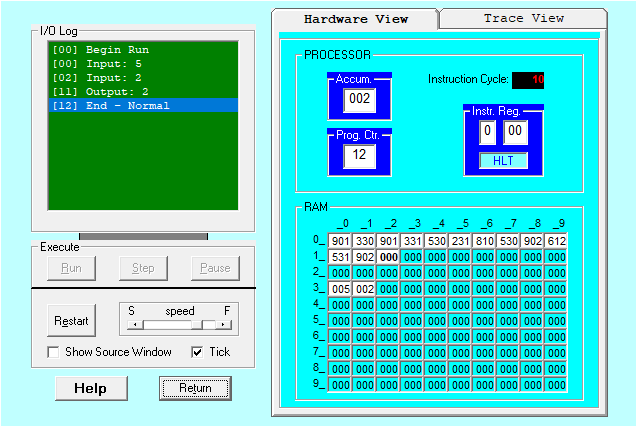 I/O Log
[00] Begin Run
[00] Input: 5
[02] Input: 2
[11] Output: 2
[12] End - Normal
Execute
Run Step Pause
Restart
S speed F
Show Source Window Tick
Help Return
Hardware View Trace View
PROCESSOR
Accum.
002
Prog. Ctr.
12
Instruction Cycle: 10
Instr. Reg.
0 00
HLT
RAM
_0 _1 _2 _3 _4 _5 _6 _7 _8 _9
0_ 901 330 901 331 530 231 810 530 902 612
1_ 531 902 000 000 000 000 000 000 000 000
2_ 000 000 000 000 000 000 000 000 000 000
3_ 005 002 000 000 000 000 000 000 000 000
4_ 000 000 000 000 000 000 000 000 000 000
5_ 000 000 000 000 000 000 000 000 000 000
6_ 000 000 000 000 000 000 000 000 000 000
7_ 000 000 000 000 000 000 000 000 000 000
8_ 000 000 000 000 000 000 000 000 000 000
9_ 000 000 000 000 000 000 000 000 000 000